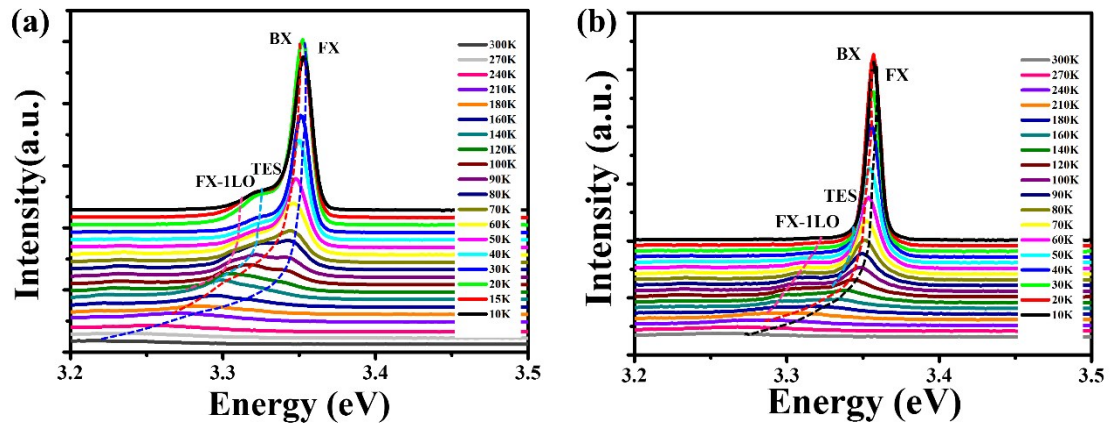 (a)
BX
FX
TES
FX-1LO
300K
270K
240K
210K
180K
160K
140K
120K
100K
90K
80K
70K
60K
50K
40K
30K
20K
15K
10K
Intensity(a.u.)
3.2
3.3
3.4
3.5
Energy (eV)
(b)
BX
FX
TES
FX-1LO
300K
270K
240K
210K
180K
160K
140K
120K
100K
90K
80K
70K
60K
50K
40K
30K
20K
10K
Intensity (a.u.)
3.2
3.3
3.4
3.5
Energy (eV)